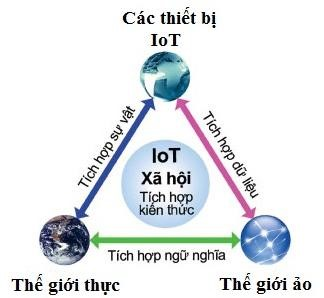 Các thiết bị
IoT
Tích hợp sự vật
Tích hợp dữ liệu
IoT
Xã hội
Tích hợp
kiến thức
Tích hợp ngữ nghĩa
Thế giới thực
Thế giới ảo